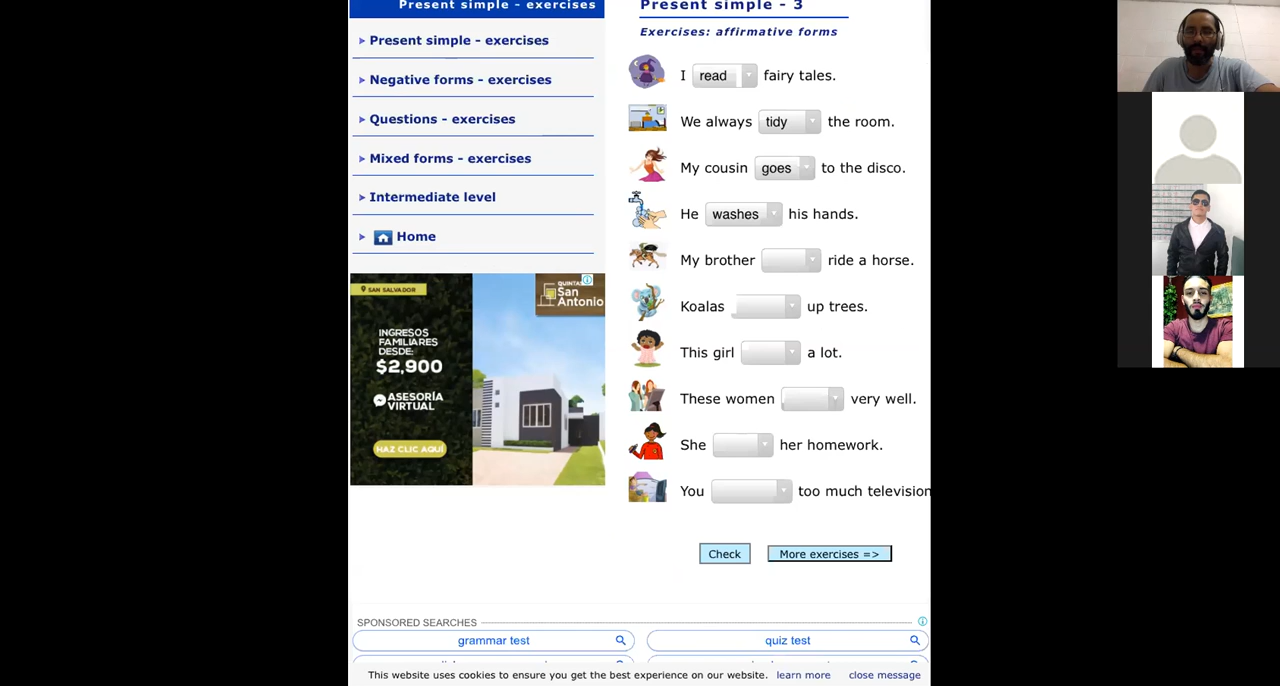 Present simple - exercises
Present simple - exercises
Negative forms - exercises
Questions - exercises
Mixed forms - exercises
Intermediate level
Home
SAN SALVADOR
QUINTAS
San
Antonio
INGRESOS
FAMILIARES
DESDE:
$2,900
ASESORÍA
VIRTUAL
HAZ CLIC AQUÍ
Present simple - 3
Exercises: affirmative forms
I read fairy tales.
We always tidy the room.
My cousin goes to the disco.
He washes his hands.
My brother ride a horse.
Koalas up trees.
This girl a lot.
These women very well.
She her homework.
You too much television
Check More exercises =>
SPONSORED SEARCHES
grammar test quiz test
This website uses cookies to ensure you get the best experience on our website. learn more close message